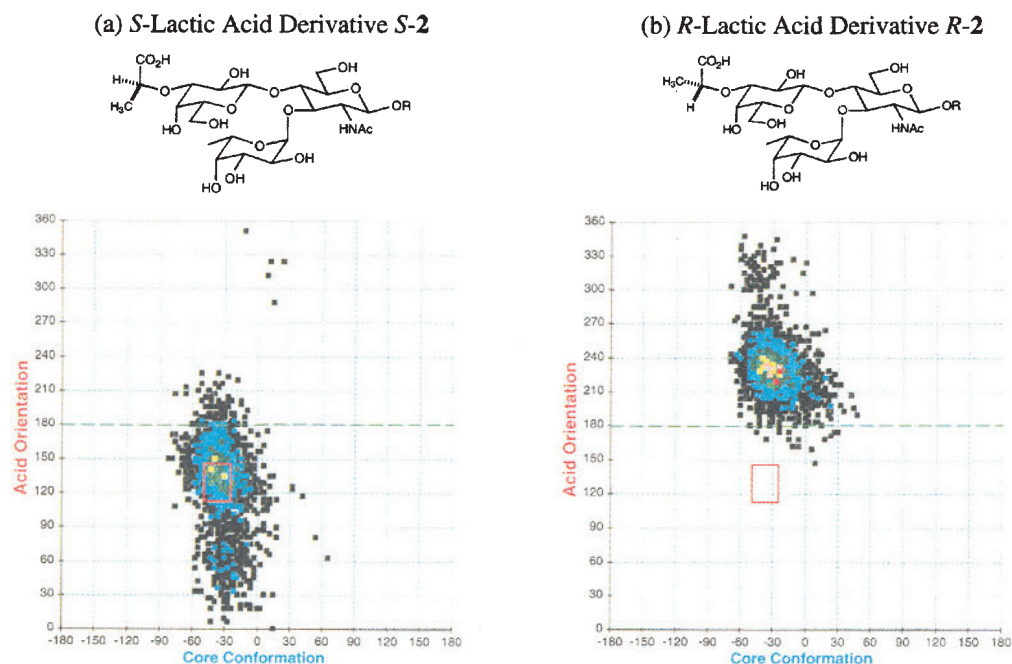 (a) S-Lactic Acid Derivative S-2
(b) R-Lactic Acid Derivative R-2
CO₂H
H
H₃C
O
OH
O
O
HO
OH
O
OH
O
O
HNAc
OR
O
OH
OH
HO
CO₂H
H₃C
H
O
OH
O
O
HO
OH
O
HO
O
O
HNAc
OR
O
OH
OH
HO
360
330
300
270
240
210
180
150
120
90
60
30
0
Acid Orientation
-180 -150 -120 -90 -60 -30 0 30 60 90 120 150 180
Core Conformation
360
330
300
270
240
210
180
150
120
90
60
30
0
Acid Orientation
-180 -150 -120 -90 -60 -30 0 30 60 90 120 150 180
Core Conformation